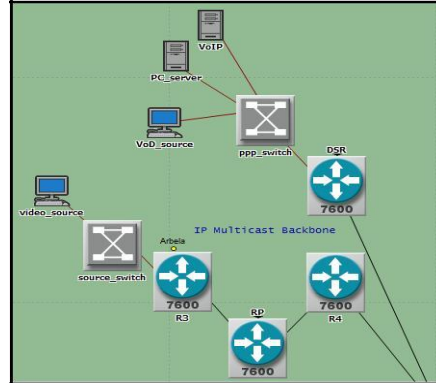 VoIP
PC_server
VoD_source
ppp_switch
DSR
7600
video_source
IP Multicast Backbone
Arbela
source_switch
7600
R3
7600
R4
RP
7600